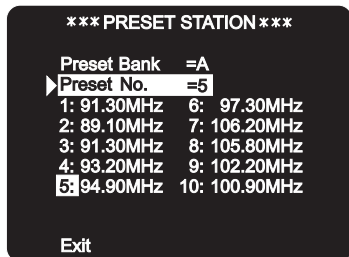 ***PRESET STATION***
Preset Bank =A
Preset No. =5
1: 91.30MHz 6: 97.30MHz
2: 89.10MHz 7: 106.20MHz
3: 91.30MHz 8: 105.80MHz
4: 93.20MHz 9: 102.20MHz
5: 94.90MHz 10: 100.90MHz
Exit